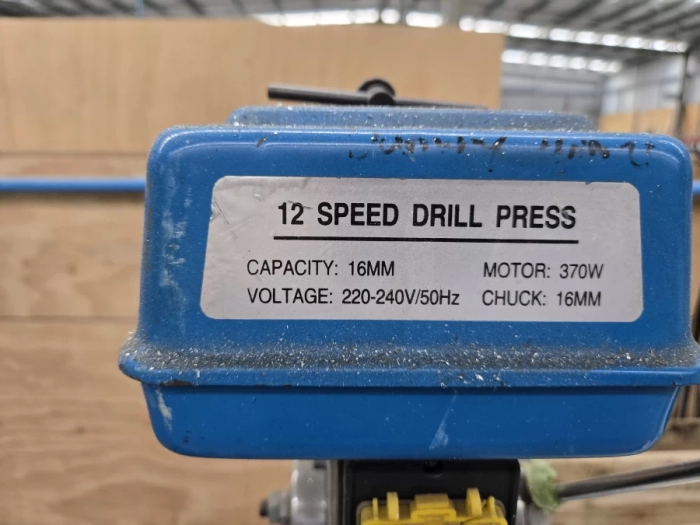 12 SPEED DRILL PRESS
CAPACITY: 16MM MOTOR: 370W
VOLTAGE: 220-240V/50Hz CHUCK: 16MM